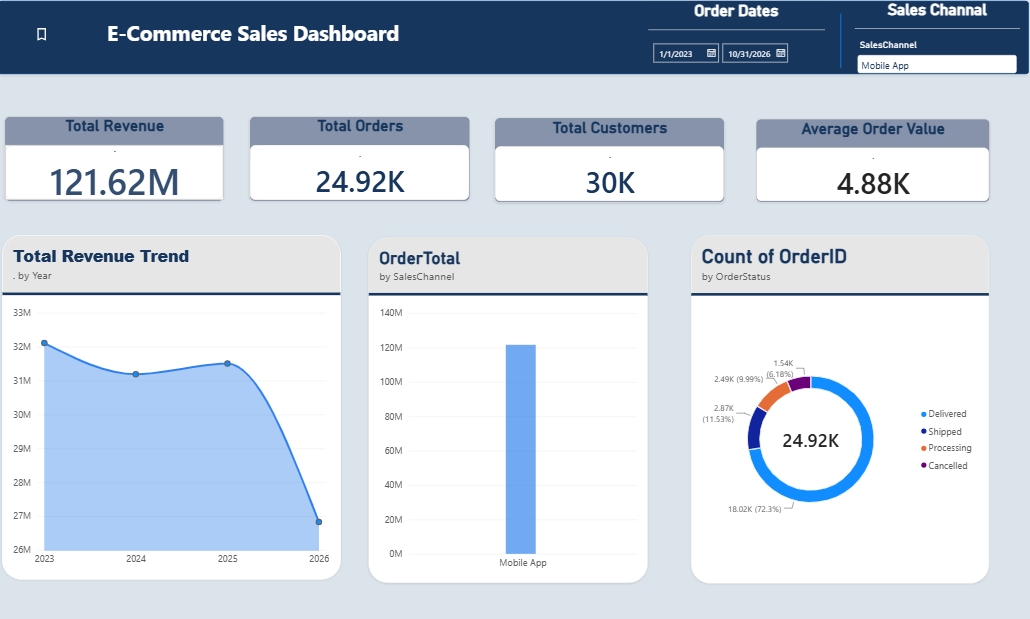 E-Commerce Sales Dashboard
Order Dates
1/1/2023
10/31/2026
Sales Channal
SalesChannel
Mobile App
Total Revenue
.
121.62M
Total Orders
.
24.92K
Total Customers
.
30K
Average Order Value
.
4.88K
Total Revenue Trend
. by Year
33M
32M
31M
30M
29M
28M
27M
26M
2023
2024
2025
2026
OrderTotal
by SalesChannel
140M
120M
100M
80M
60M
40M
20M
0M
Mobile App
Count of OrderID
by OrderStatus
1.54K
(6.18%)
2.49K (9.99%)
2.87K
(11.53%)
24.92K
18.02K (72.3%)
Delivered
Shipped
Processing
Cancelled